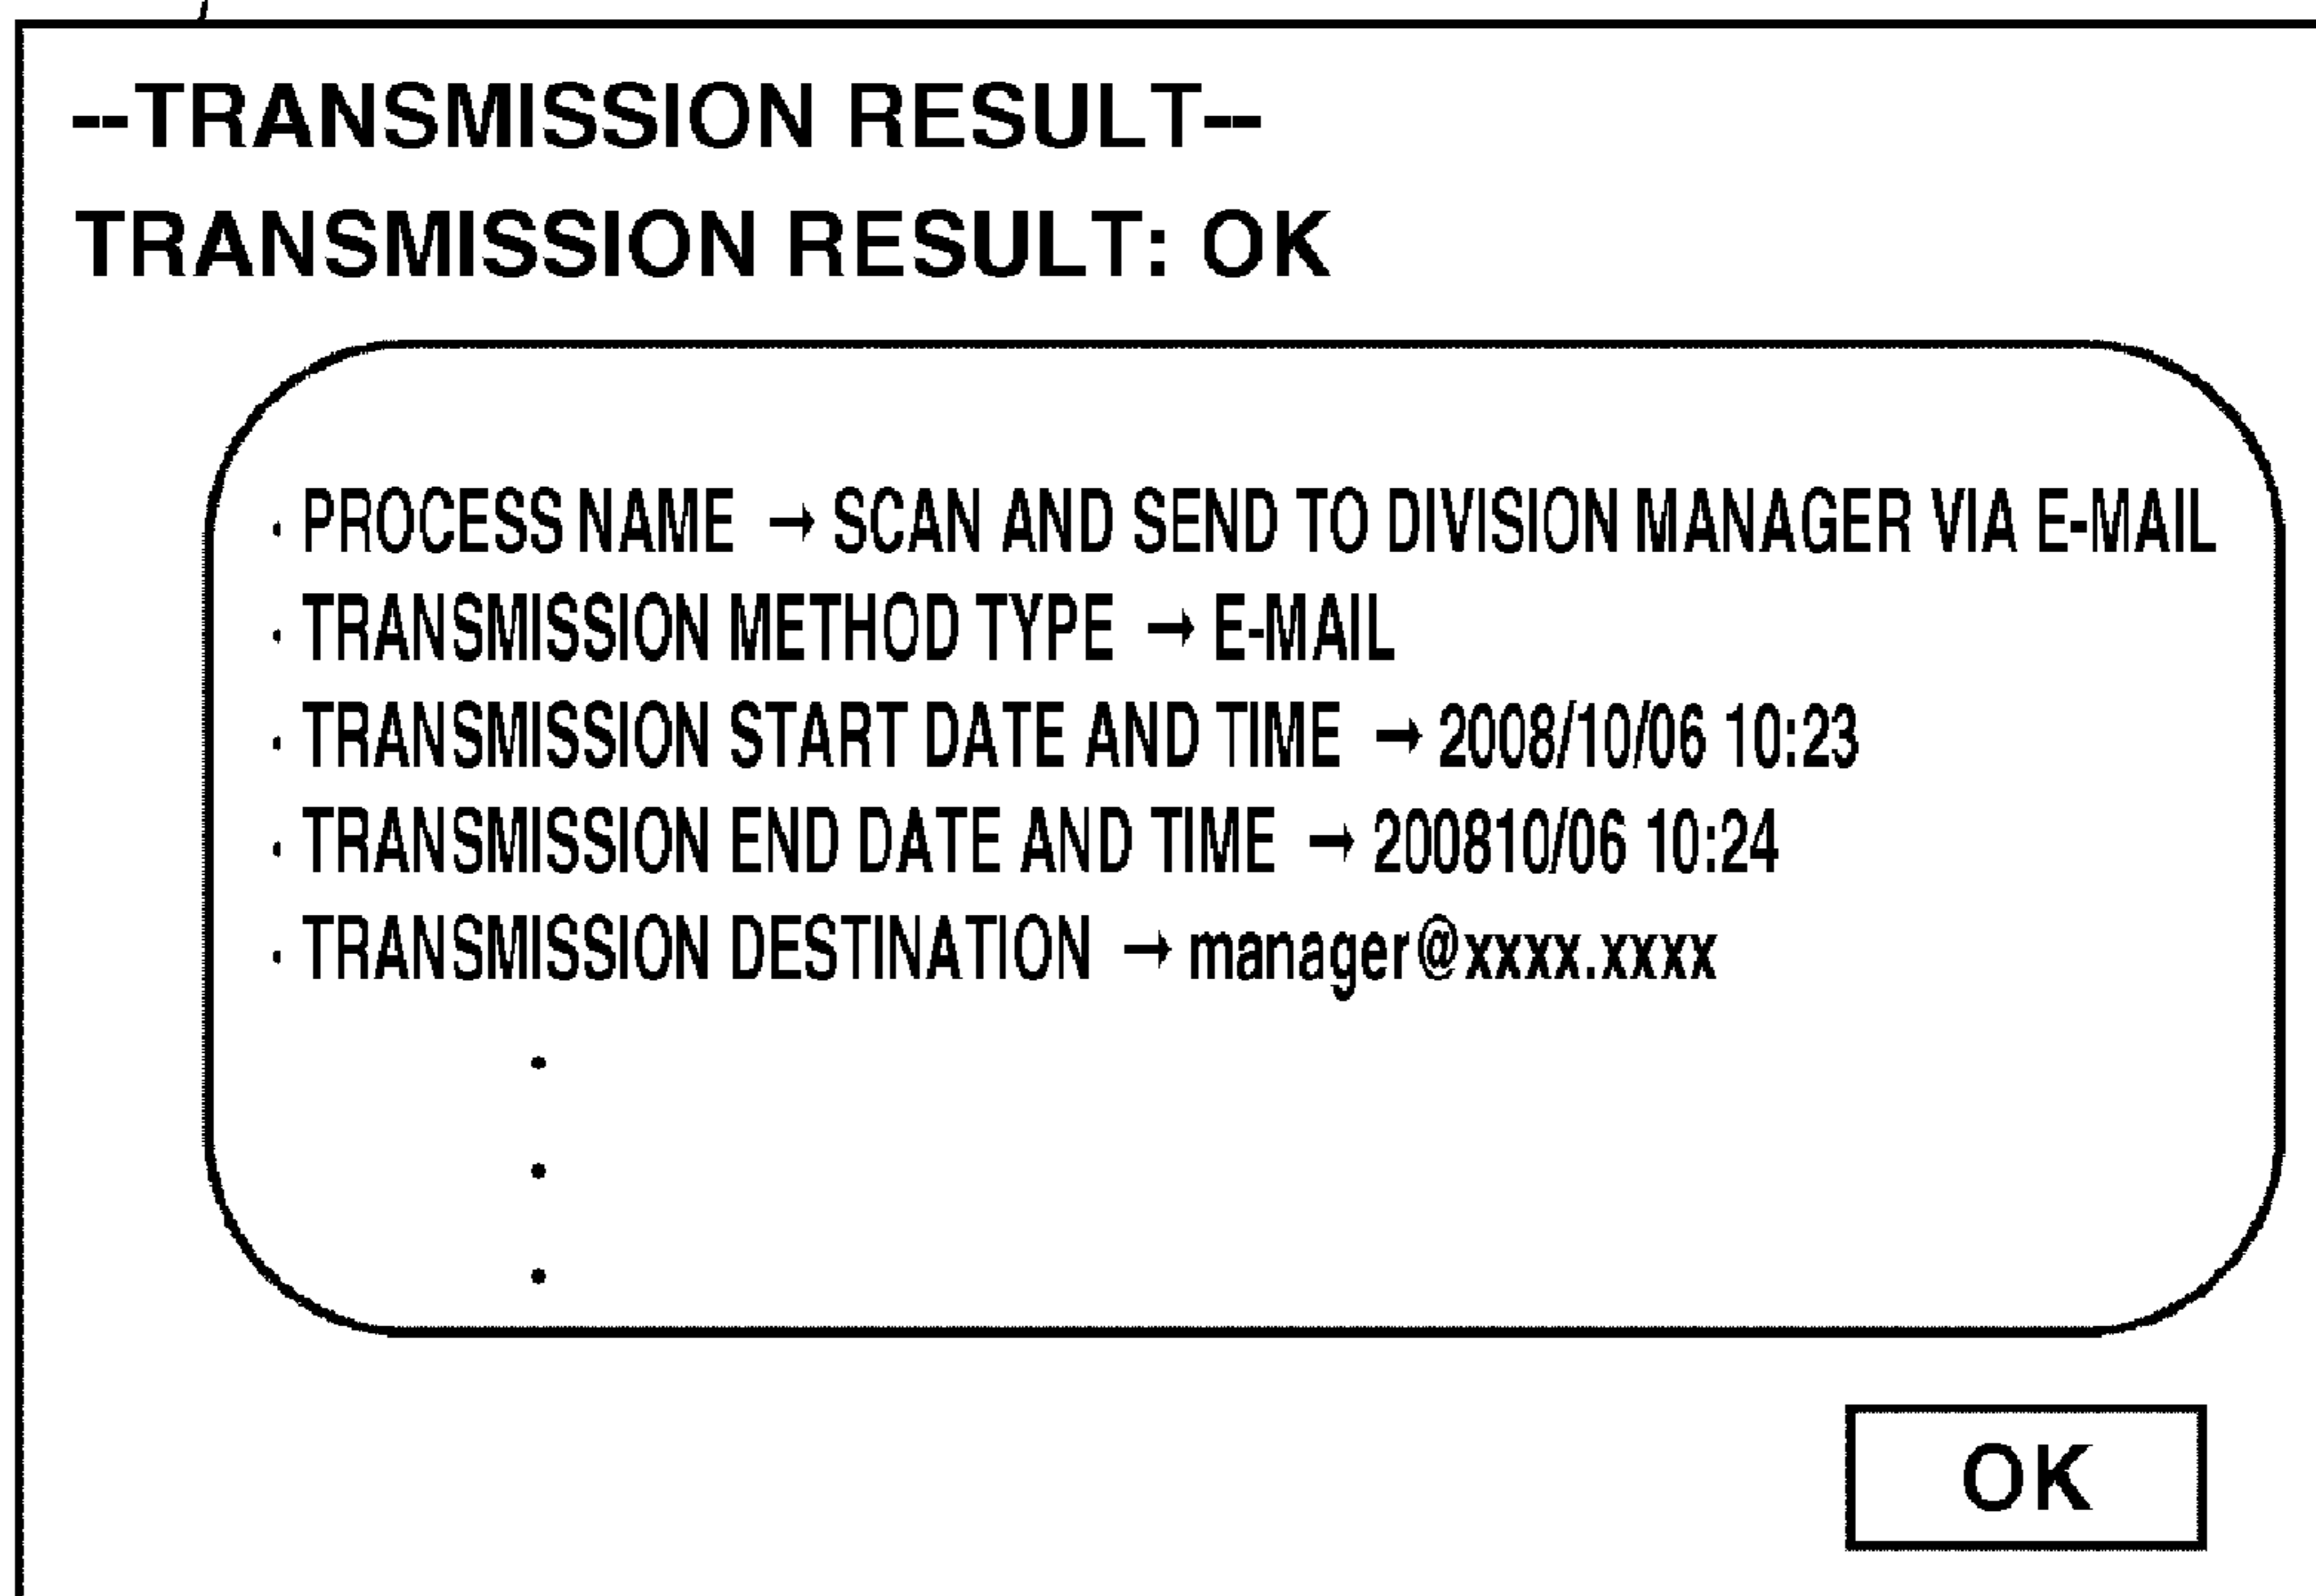 --TRANSMISSION RESULT--
TRANSMISSION RESULT: OK
· PROCESS NAME → SCAN AND SEND TO DIVISION MANAGER VIA E-MAIL
· TRANSMISSION METHOD TYPE → E-MAIL
· TRANSMISSION START DATE AND TIME → 2008/10/06 10:23
· TRANSMISSION END DATE AND TIME → 200810/06 10:24
· TRANSMISSION DESTINATION → manager@xxxx.xxxx
·
·
·
OK